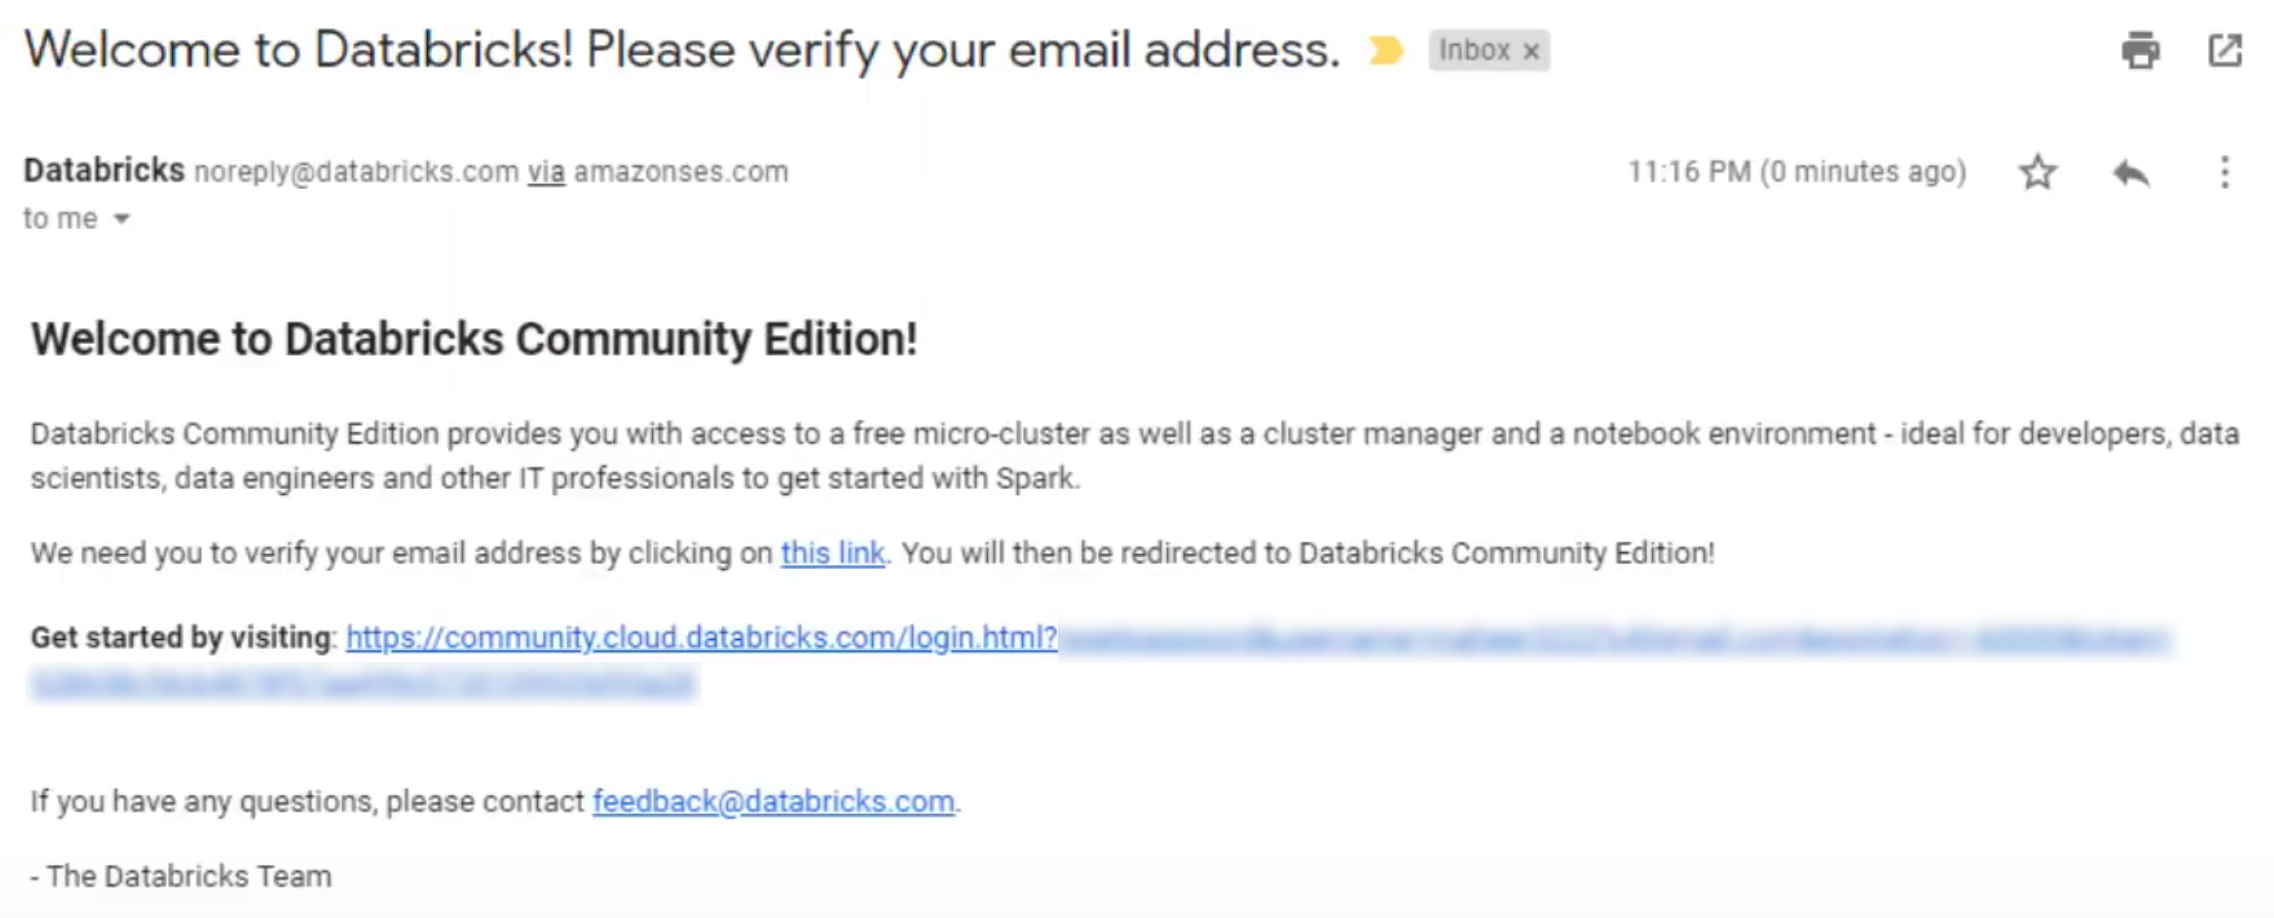 Welcome to Databricks! Please verify your email address. Inbox ×
Databricks noreply@databricks.com via amazonses.com 11:16 PM (0 minutes ago)
to me
Welcome to Databricks Community Edition!
Databricks Community Edition provides you with access to a free micro-cluster as well as a cluster manager and a notebook environment - ideal for developers, data
scientists, data engineers and other IT professionals to get started with Spark.
We need you to verify your email address by clicking on this link. You will then be redirected to Databricks Community Edition!
Get started by visiting: https://community.cloud.databricks.com/login.html?
If you have any questions, please contact feedback@databricks.com.
- The Databricks Team